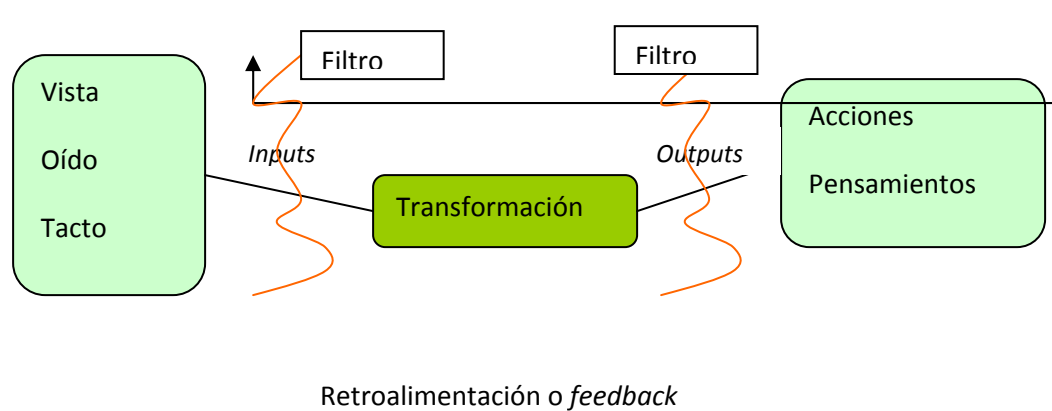 Filtro
Filtro
Vista
Oído
Tacto
Inputs
Transformación
Outputs
Acciones
Pensamientos
Retroalimentación o feedback